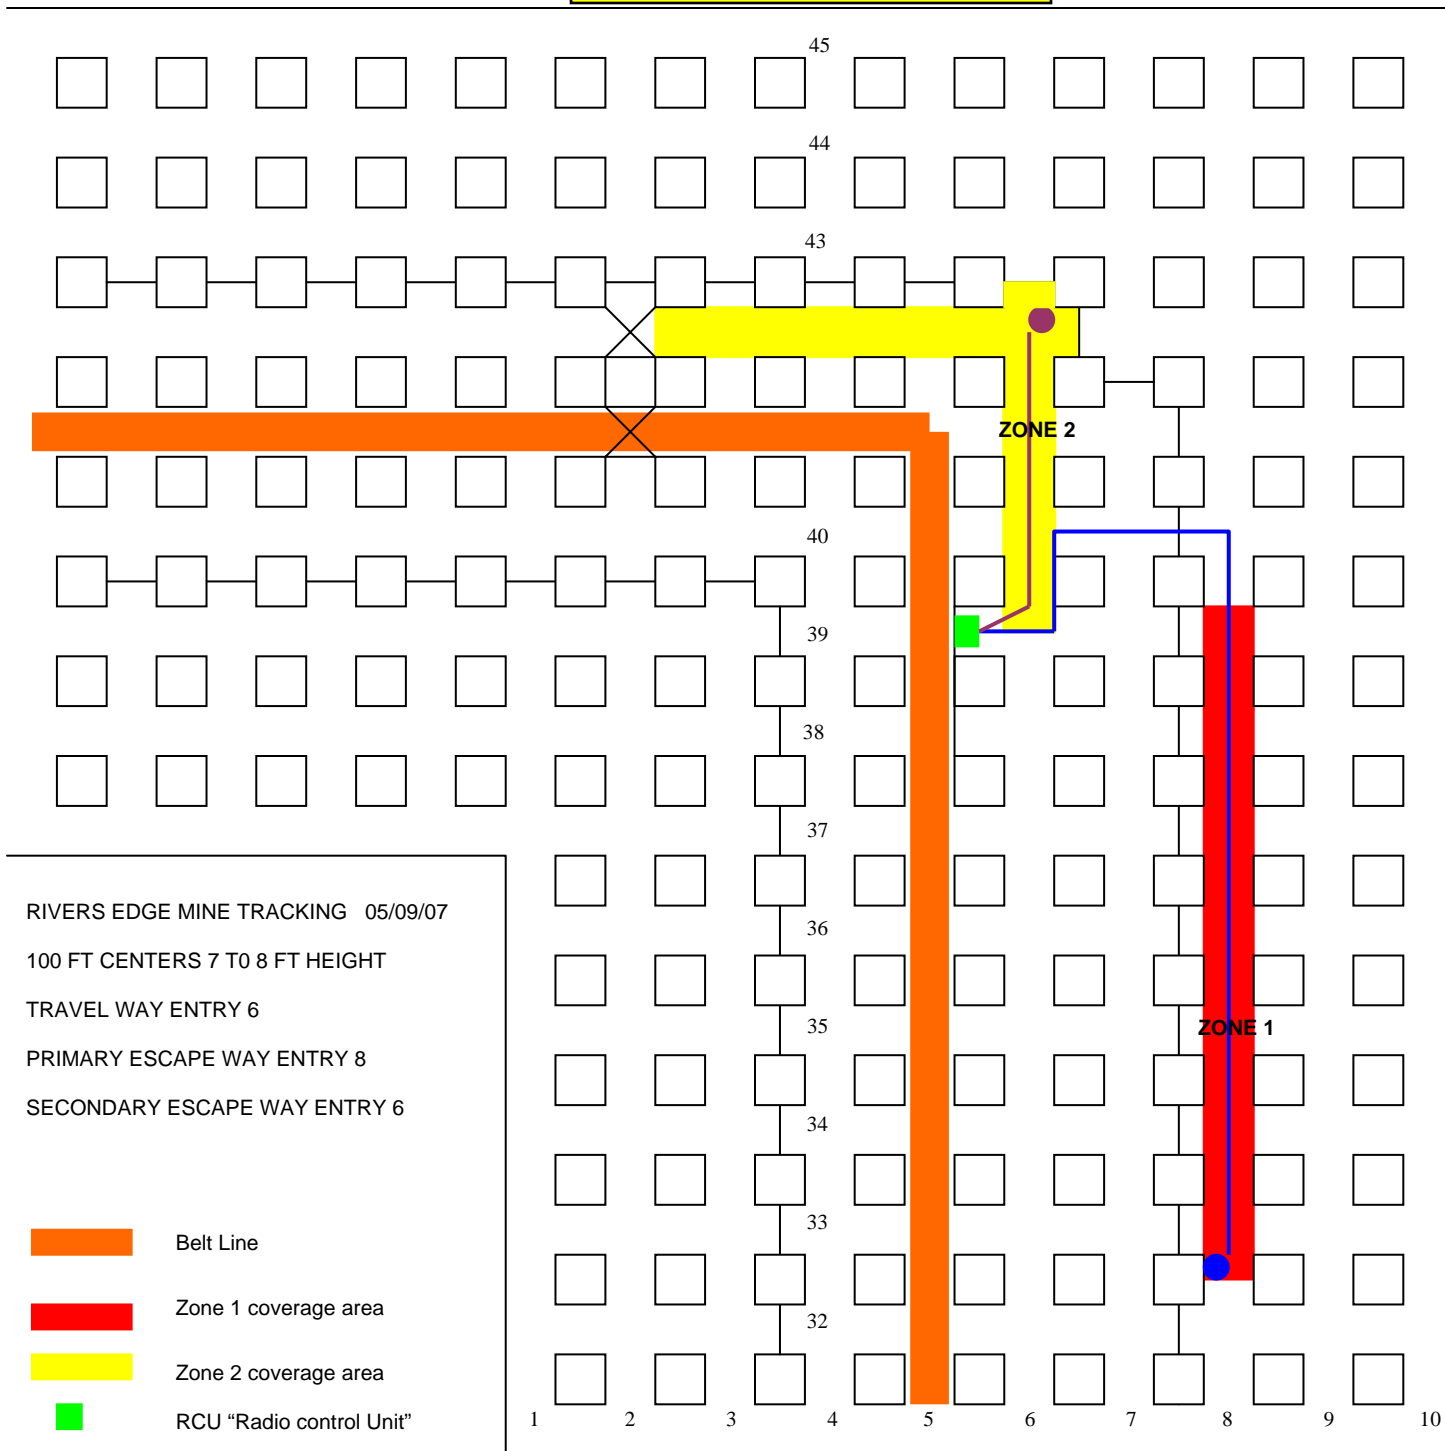 45
44
43
ZONE 2
40
39
38
37
RIVERS EDGE MINE TRACKING 05/09/07
36
100 FT CENTERS 7 T0 8 FT HEIGHT
TRAVEL WAY ENTRY 6
35
ZONE 1
PRIMARY ESCAPE WAY ENTRY 8
SECONDARY ESCAPE WAY ENTRY 6
34
33
Belt Line
Zone 1 coverage area
32
Zone 2 coverage area
RCU “Radio control Unit”
1 2 3 4 5 6 7 8 9 10